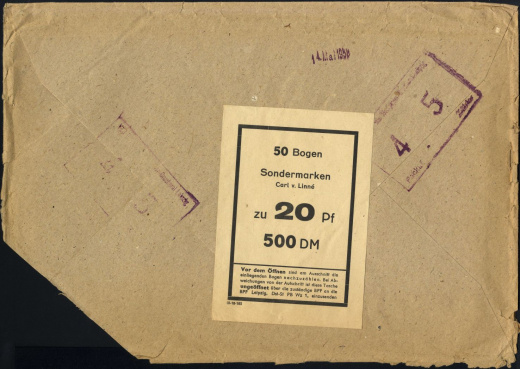 14. Mai 1958
4 5
50 Bogen
Sondermarken
Carl v. Linné
zu 20 Pf
500 DM
Vor dem Öffnen sind am Ausschnitt die
einliegenden Bogen nachzuzählen. Bei Ab-
weichungen von der Aufschrift ist diese Tasche
ungeöffnet über die zuständige BPF an die
BPF Leipzig, DM-St Pß Wz 1, einzusenden.